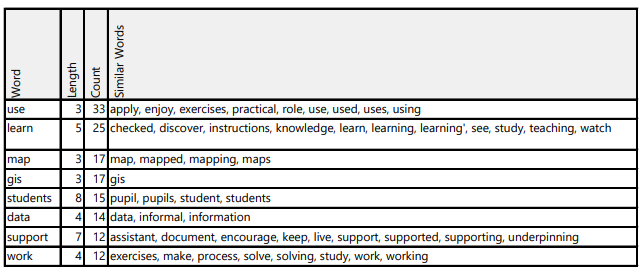 Word Length Count Similar Words
use 3 33 apply, enjoy, exercises, practical, role, use, used, uses, using
learn 5 25 checked, discover, instructions, knowledge, learn, learning, learning', see, study, teaching, watch
map 3 17 map, mapped, mapping, maps
gis 3 17 gis
students 8 15 pupil, pupils, student, students
data 4 14 data, informal, information
support 7 12 assistant, document, encourage, keep, live, support, supported, supporting, underpinning
work 4 12 exercises, make, process, solve, solving, study, work, working